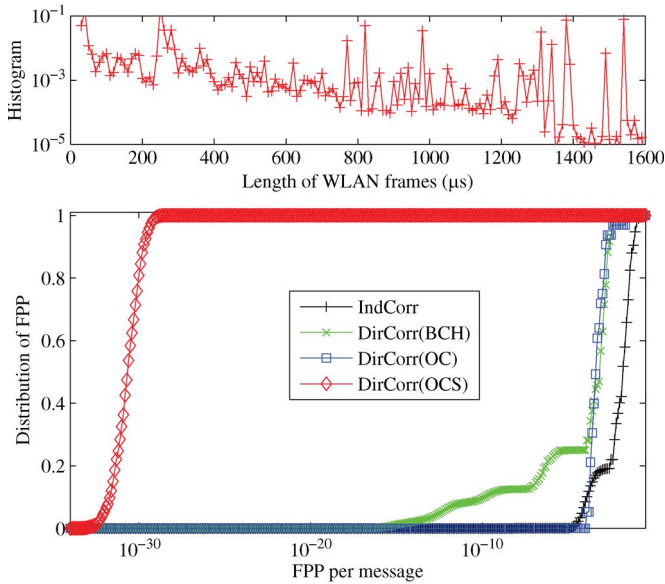 10⁻¹
10⁻³
10⁻⁵
Histogram
0 200 400 600 800 1000 1200 1400 1600
Length of WLAN frames (μs)
1
0.8
0.6
0.4
0.2
0
Distribution of FPP
IndCorr
DirCorr(BCH)
DirCorr(OC)
DirCorr(OCS)
10⁻³⁰ 10⁻²⁰ 10⁻¹⁰
FPP per message